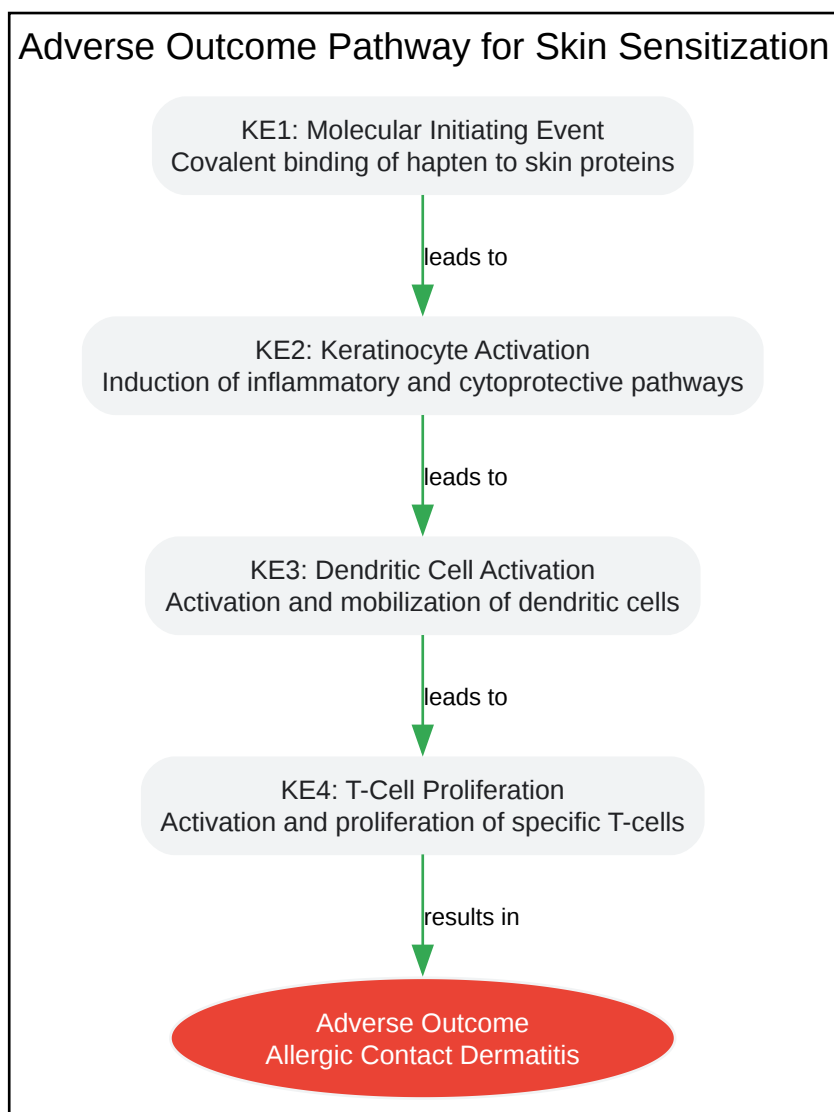 Adverse Outcome Pathway for Skin Sensitization
KE1: Molecular Initiating Event
Covalent binding of hapten to skin proteins
leads to
KE2: Keratinocyte Activation
Induction of inflammatory and cytoprotective pathways
leads to
KE3: Dendritic Cell Activation
Activation and mobilization of dendritic cells
leads to
KE4: T-Cell Proliferation
Activation and proliferation of specific T-cells
results in
Adverse Outcome
Allergic Contact Dermatitis